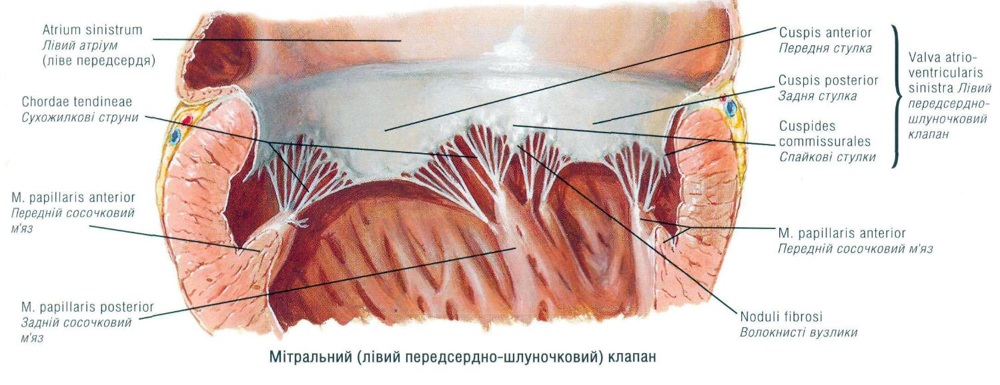 Atrium sinistrum
Лівий атріум
(ліве передсердя)
Chordae tendineae
Сухожилкові струни
M. papillaris anterior
Передній сосочковий
м'яз
M. papillaris posterior
Задній сосочковий
м'яз
Cuspis anterior
Передня стулка
Cuspis posterior
Задня стулка
Cuspides
commissurales
Спайкові стулки
Valva atrio-
ventricularis
sinistra Лівий
передсердно-
шлуночковий
клапан
M. papillaris anterior
Передній сосочковий м'яз
Noduli fibrosi
Волокнисті вузлики
Мітральний (лівий передсердно-шлуночковий) клапан